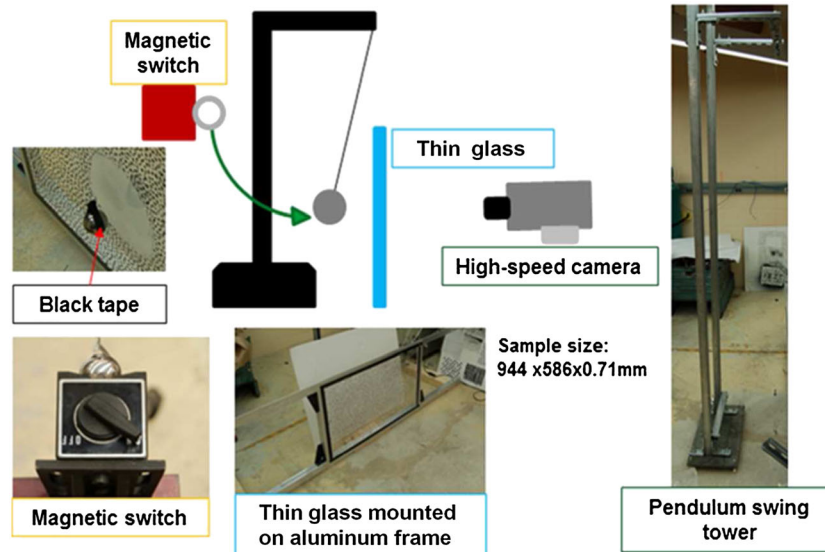 Magnetic
switch
Thin glass
High-speed camera
Black tape
Sample size:
944 x586x0.71mm
OFF
Magnetic switch
Thin glass mounted
on aluminum frame
Pendulum swing
tower